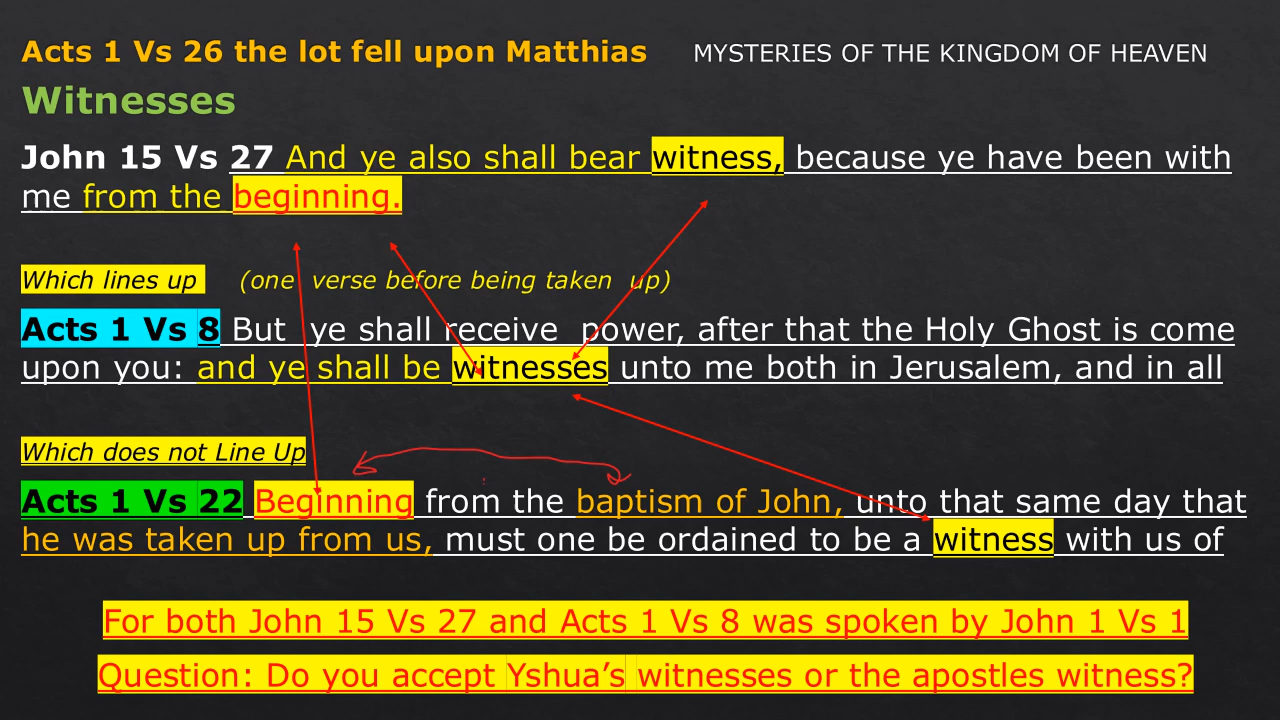 Acts 1 Vs 26 the lot fell upon Matthias MYSTERIES OF THE KINGDOM OF HEAVEN
Witnesses
John 15 Vs 27 And ye also shall bear witness, because ye have been with
me from the beginning.
Which lines up (one verse before being taken up)
Acts 1 Vs 8 But ye shall receive power, after that the Holy Ghost is come
upon you: and ye shall be witnesses unto me both in Jerusalem, and in all
Which does not Line Up
Acts 1 Vs 22 Beginning from the baptism of John, unto that same day that
he was taken up from us, must one be ordained to be a witness with us of
For both John 15 Vs 27 and Acts 1 Vs 8 was spoken by John 1 Vs 1
Question: Do you accept Yshua’s witnesses or the apostles witness?